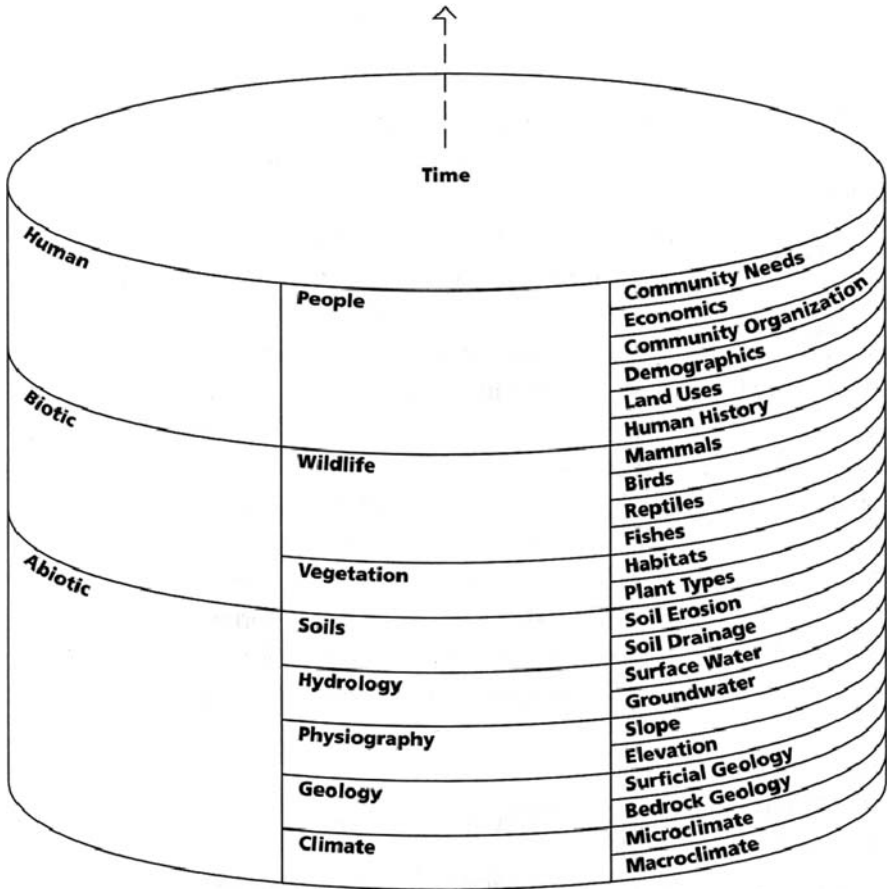 Time
Human
People
Community Needs
Economics
Community Organization
Demographics
Land Uses
Human History
Biotic
Wildlife
Mammals
Birds
Reptiles
Fishes
Vegetation
Habitats
Plant Types
Abiotic
Soils
Soil Erosion
Soil Drainage
Hydrology
Surface Water
Groundwater
Physiography
Slope
Elevation
Geology
Surficial Geology
Bedrock Geology
Climate
Microclimate
Macroclimate